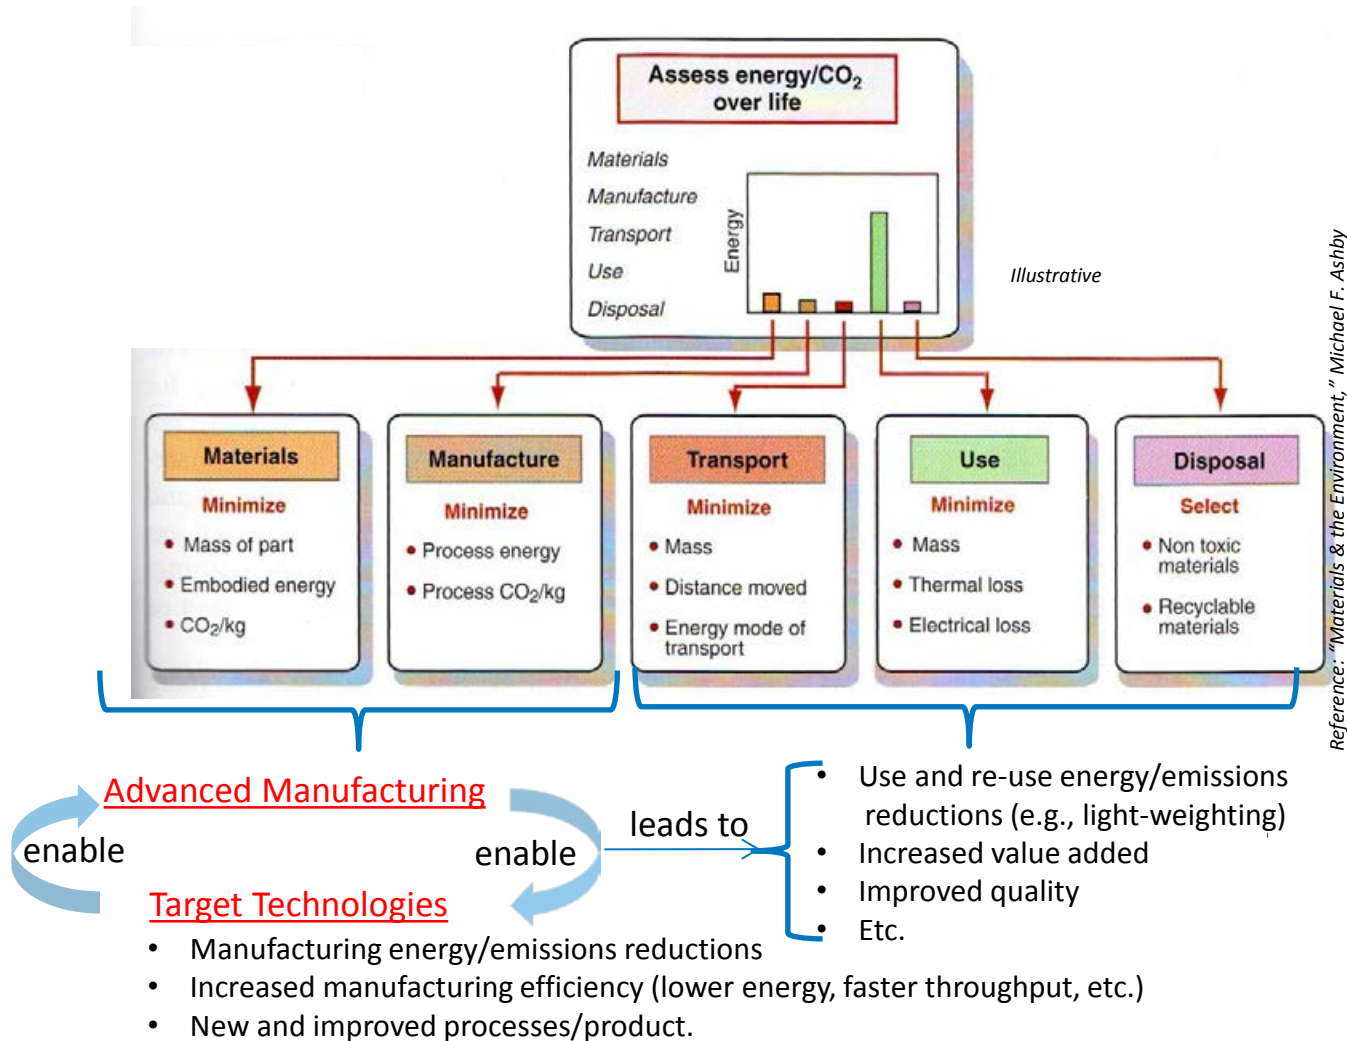 Assess energy/CO₂
over life
Materials
Manufacture
Transport
Use
Disposal
Energy
Illustrative
Reference: "Materials & the Environment," Michael F. Ashby
Materials
Minimize
• Mass of part
• Embodied energy
• CO₂/kg
Manufacture
Minimize
• Process energy
• Process CO₂/kg
Transport
Minimize
• Mass
• Distance moved
• Energy mode of
transport
Use
Minimize
• Mass
• Thermal loss
• Electrical loss
Disposal
Select
• Non toxic
materials
• Recyclable
materials
Advanced Manufacturing
enable
enable
leads to
Target Technologies
• Manufacturing energy/emissions reductions
• Increased manufacturing efficiency (lower energy, faster throughput, etc.)
• New and improved processes/product.
• Use and re-use energy/emissions
reductions (e.g., light-weighting)
• Increased value added
• Improved quality
• Etc.